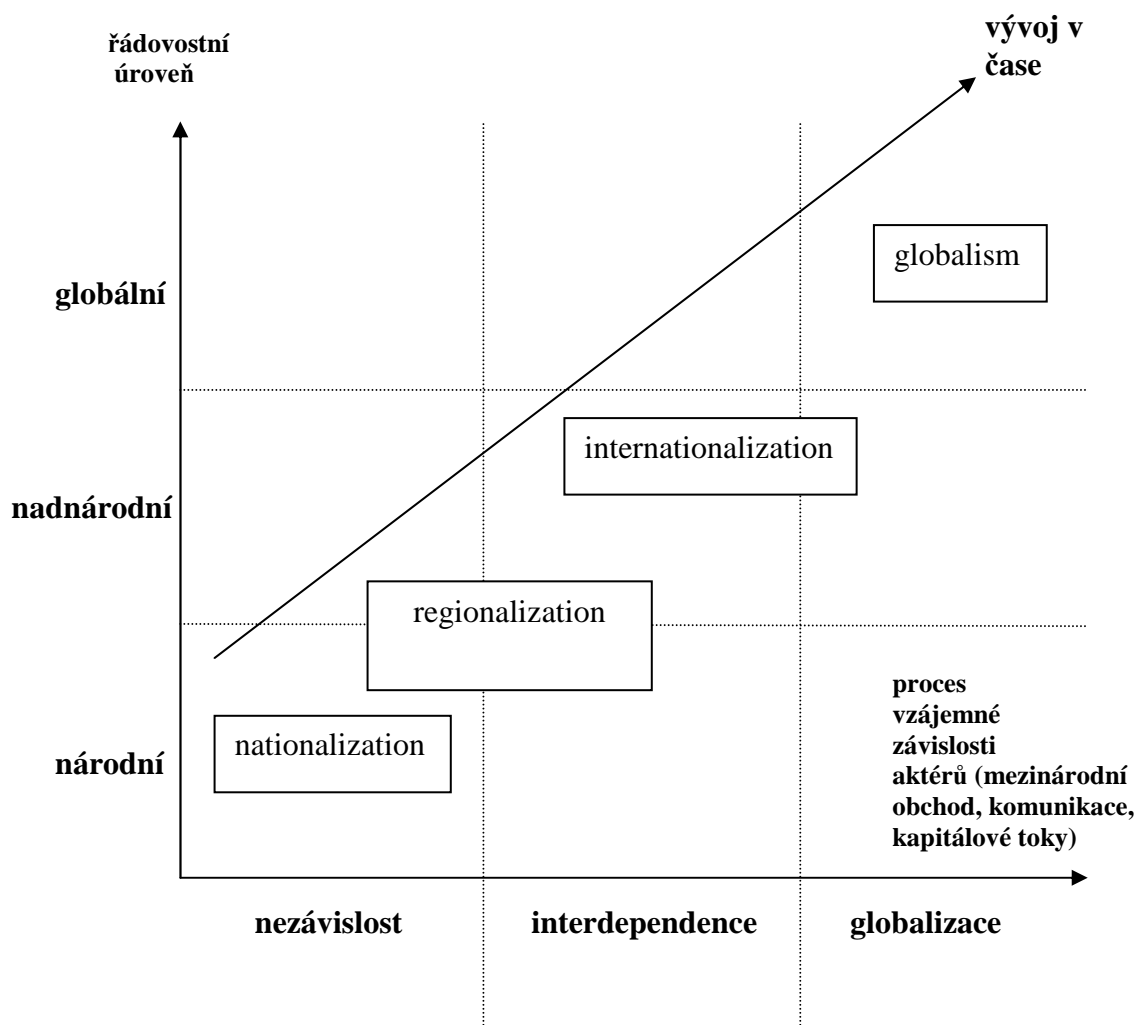 řádovostní
úroveň
vývoj v
čase
globální
globalism
nadnárodní
internationalization
regionalization
národní
nationalization
proces
vzájemné
závislosti
aktérů (mezinárodní
obchod, komunikace,
kapitálové toky)
nezávislost
interdependence
globalizace